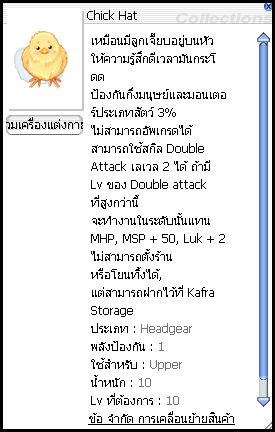 Chick Hat
Collections
เหมือนมีลูกเจี๊ยบอยู่บนหัว
ให้ความรู้สึกดีเวลามันกระโ
ดด
ป้องกันกึ่งมนุษย์และมอนเตอ
ร์ประเภทสัตว์ 3%
ไม่สามารถอัพเกรดได้
สามารถใช้สกิล Double
Attack เลเวล 2 ได้ ถ้ามี
Lv ของ Double attack
ที่สูงกว่านี้
จะทำงานในระดับนั้นแทน
MHP, MSP + 50, Luk + 2
ไม่สามารถตั้งร้าน
หรือโยนทิ้งได้,
แต่สามารถฝากไว้ที่ Kafra
Storage
ประเภท : Headgear
พลังป้องกัน : 1
ใช้สำหรับ : Upper
น้ำหนัก : 10
Lv ที่ต้องการ : 10
วมเครื่องแต่งกาย
ข้อ จำกัด การเคลื่อนย้ายสินค้า